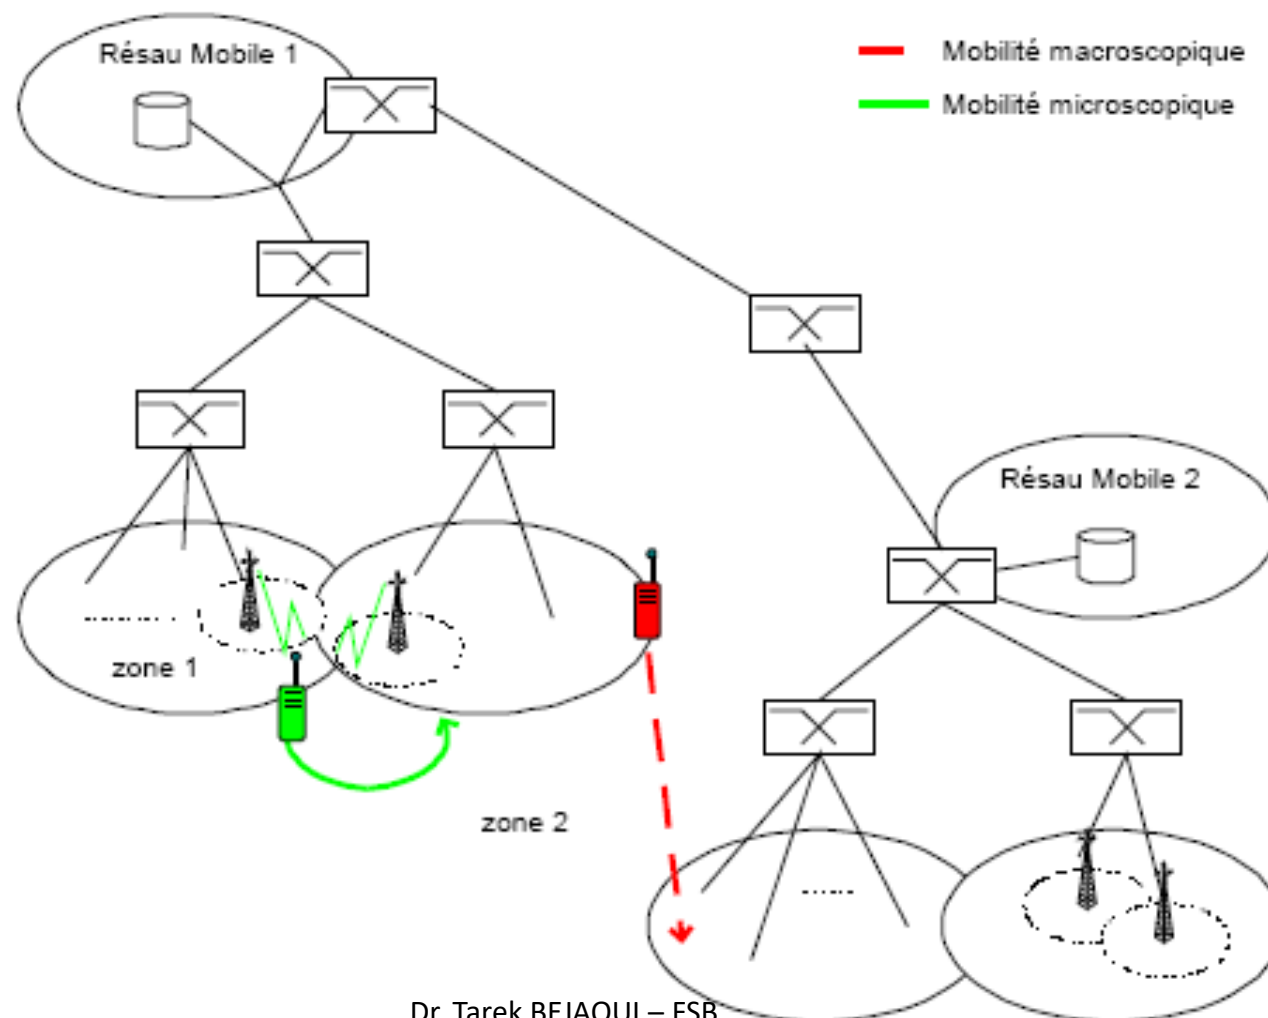 Résau Mobile 1
Mobilité macroscopique
Mobilité microscopique
Résau Mobile 2
zone 1
zone 2
Dr. Tarek BEJAOUI – FSB